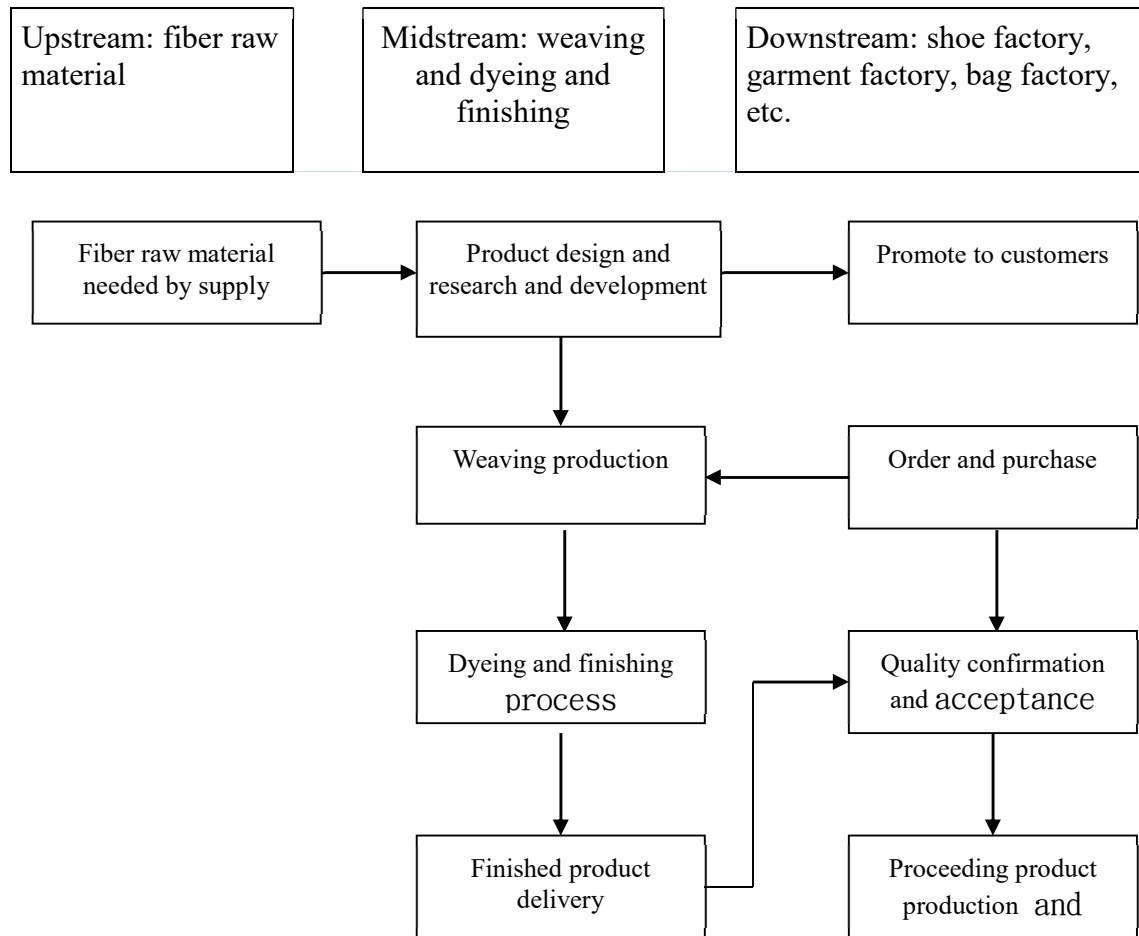 Upstream: fiber raw
material
Midstream: weaving
and dyeing and
finishing
Downstream: shoe factory,
garment factory, bag factory,
etc.
Fiber raw material
needed by supply
Product design and
research and development
Promote to customers
Weaving production
Order and purchase
Dyeing and finishing
process
Quality confirmation
and acceptance
Finished product
delivery
Proceeding product
production and